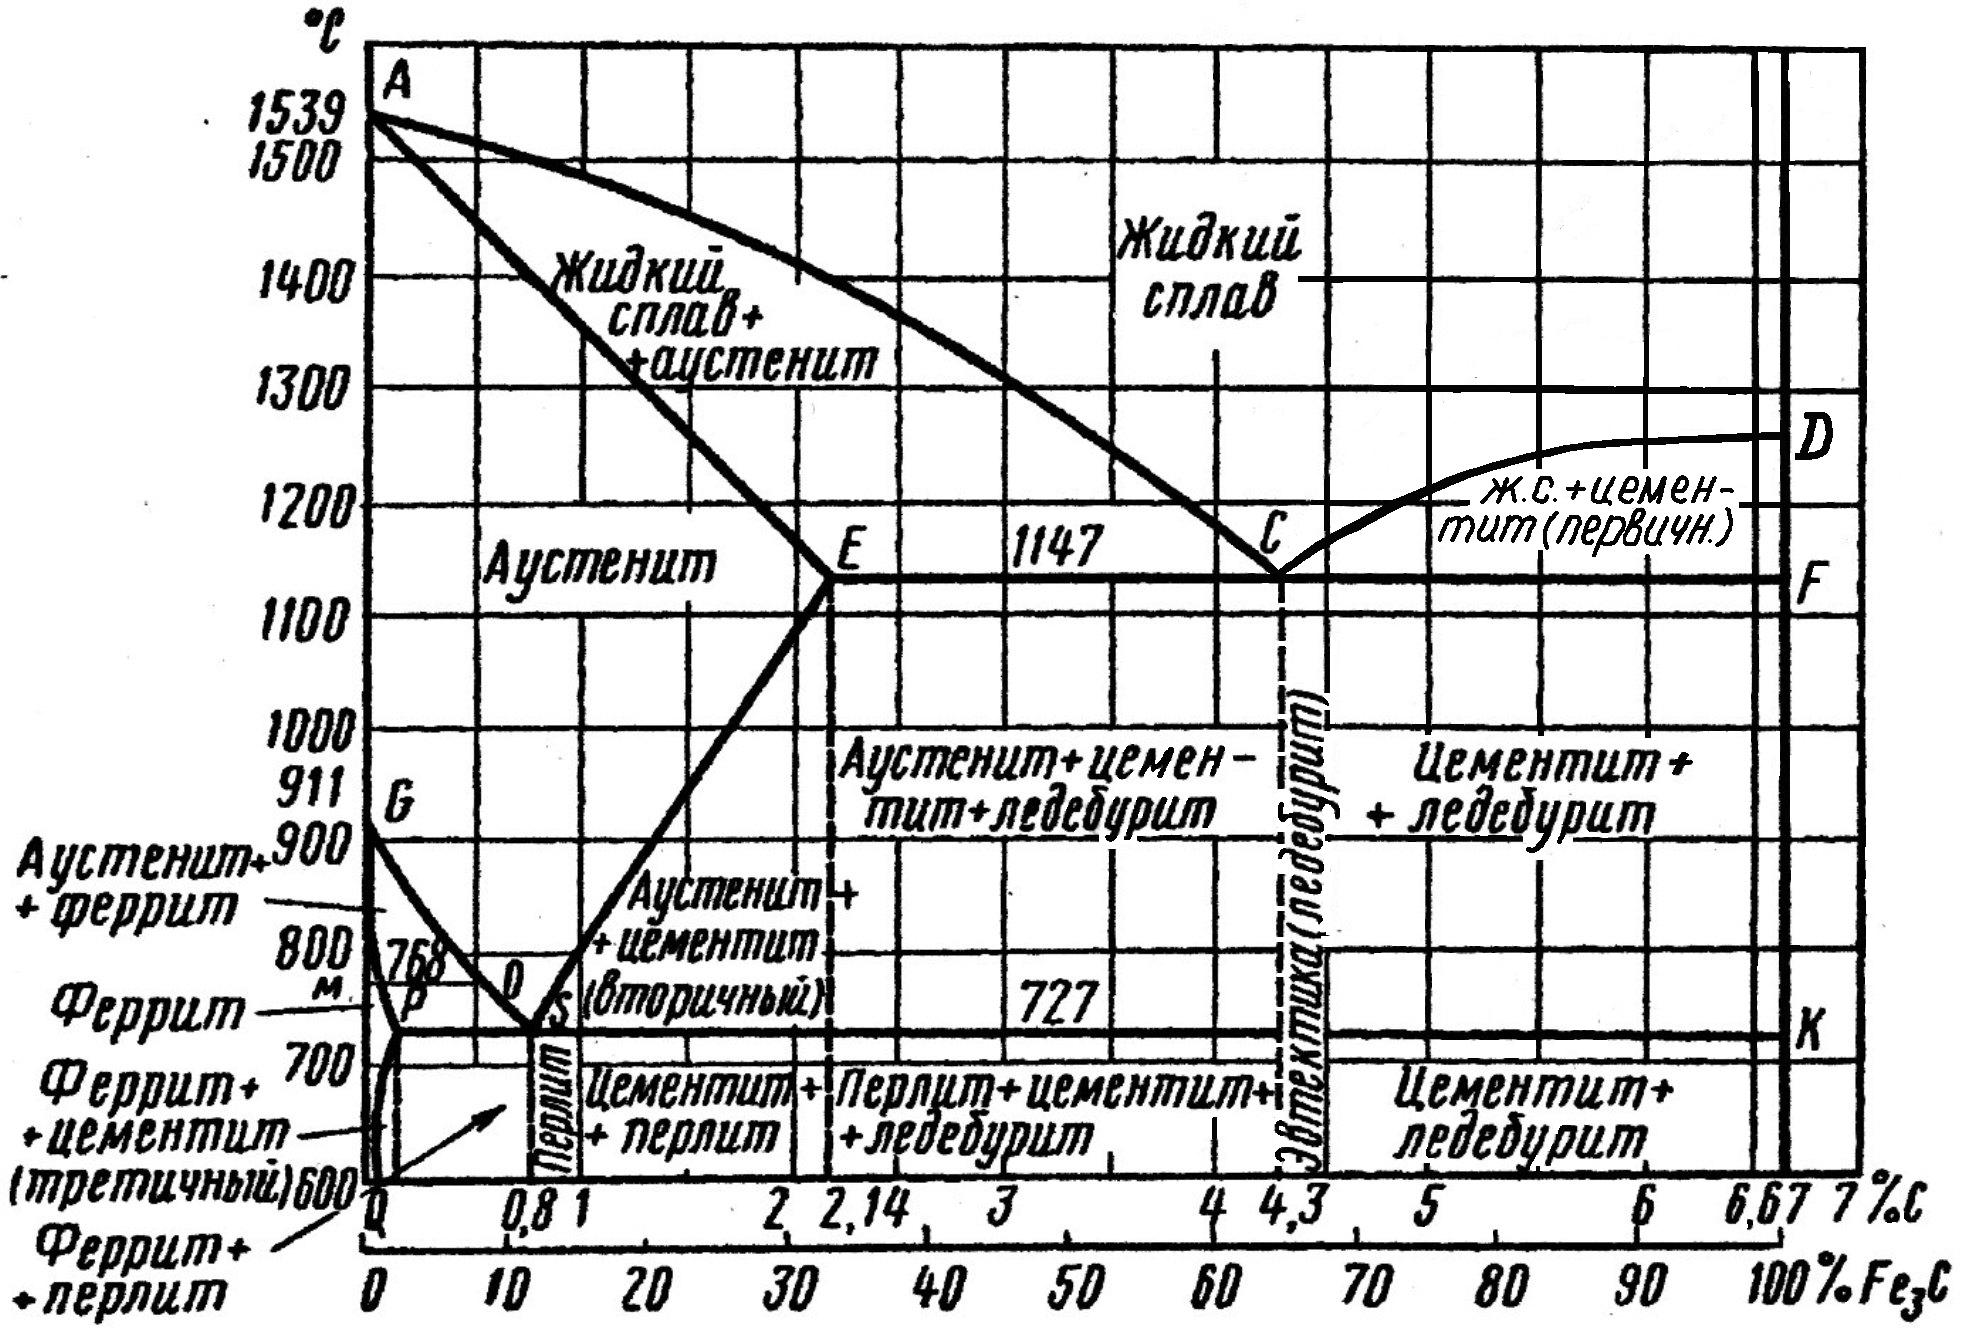 °C
A
1539
1500
1400
1300
1200
1100
1000
911
900
800
700
600
Жидкий
сплав+
+аустенит
Жидкий
сплав
D
ж.с.+цемен-
тит(первичн.)
E
1147
C
F
Аустенит
G
Аустенит+
+ феррит
Аустенит+цемен-
тит+ледебурит
Эвтектика(ледебурит)
Цементит+
+ ледебурит
Аустенит+
+цементит
(вторичный)
768
М
P
O
S
727
K
Феррит
Феррит+
+цементит
(третичный)
Феррит+
+перлит
Перлит
Цементит+
+ перлит
Перлит+цементит+
+ледебурит
Цементит+
ледебурит
Q
0,8 1 2 2,14 3 4 4,3 5 6 6,67 7 %C
0 10 20 30 40 50 60 70 80 90 100% Fe3C